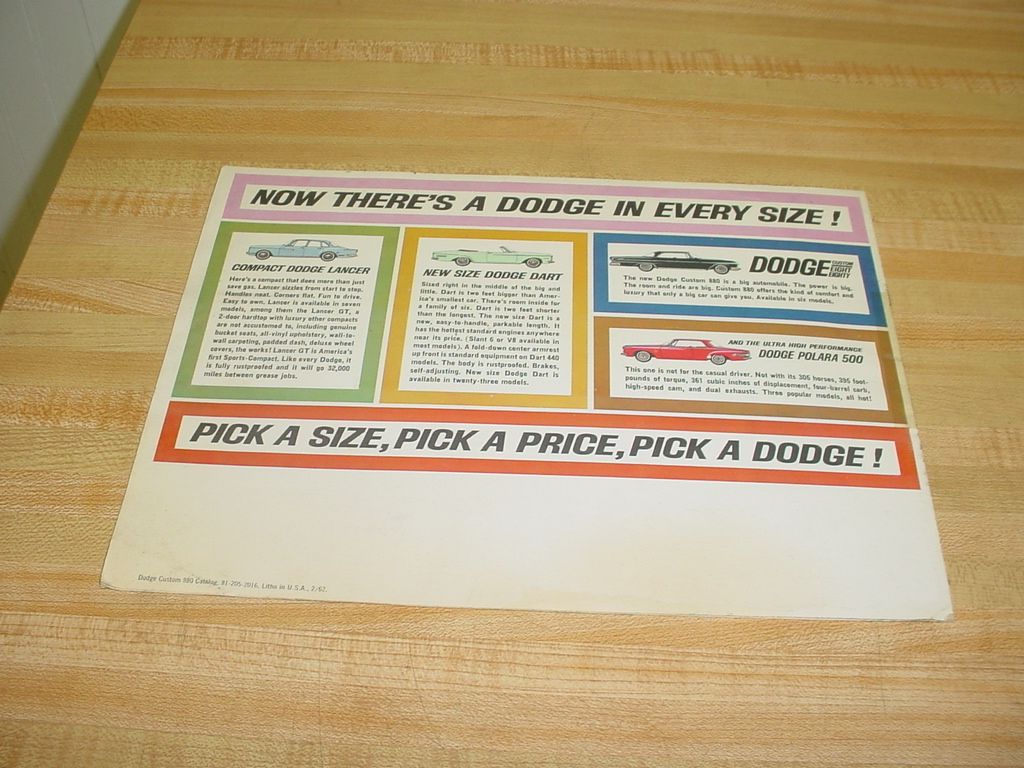 NOW THERE'S A DODGE IN EVERY SIZE !
COMPACT DODGE LANCER
Here's a compact that does more than just
save gas. Lancer sizzles from start to stop.
Handles neat. Corners flat. Fun to drive.
Easy to own. Lancer is available in seven
models, among them the Lancer GT, a
2-door hardtop with luxury other compacts
are not accustomed to, including genuine
bucket seats, all-vinyl upholstery, wall-to-
wall carpeting, padded dash, deluxe wheel
covers, the works! Lancer GT is America's
first Sports-Compact. Like every Dodge, it
is fully rustproofed and it will go 32,000
miles between grease jobs.
NEW SIZE DODGE DART
Sized right in the middle of the big and
little. Dart is two feet bigger than Amer-
ica's smallest car. There's room inside for
a family of six. Dart is two feet shorter
than the longest. The new size Dart is a
new, easy-to-handle, parkable length. It
has the hottest standard engines anywhere
near its price. (Slant 6 or V8 available in
most models). A fold-down center armrest
up front is standard equipment on Dart 440
models. The body is rustproofed. Brakes,
self-adjusting. New size Dodge Dart is
available in twenty-three models.
DODGE CUSTOM EIGHT EIGHTY
The new Dodge Custom 880 is a big automobile. The power is big.
The room and ride are big. Custom 880 offers the kind of comfort and
luxury that only a big car can give you. Available in six models.
AND THE ULTRA HIGH PERFORMANCE
DODGE POLARA 500
This one is not for the casual driver. Not with its 305 horses, 395 foot-
pounds of torque, 361 cubic inches of displacement, four-barrel carb,
high-speed cam, and dual exhausts. Three popular models, all hot!
PICK A SIZE, PICK A PRICE, PICK A DODGE !
Dodge Custom 880 Catalog, 81-205-2016, Litho in U.S.A., 2/62.